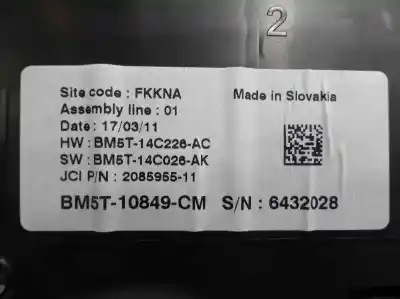 2
Site code : FKKNA
Assembly line : 01
Made in Slovakia
Date : 17/03/11
HW : BM5T-14C226-AC
SW : BM5T-14C026-AK
JCI P/N : 2085955-11
BM5T-10849-CM S/N : 6432028